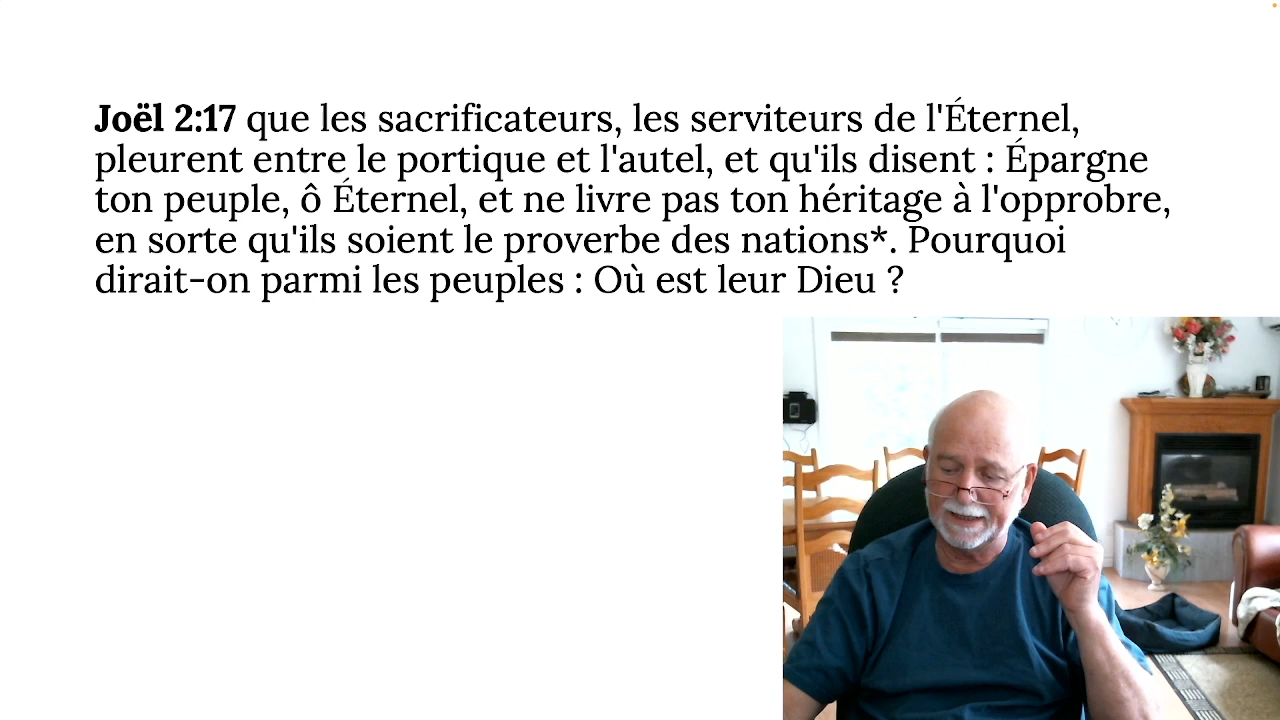 Joël 2:17 que les sacrificateurs, les serviteurs de l'Éternel,
pleurent entre le portique et l'autel, et qu'ils disent : Épargne
ton peuple, ô Éternel, et ne livre pas ton héritage à l'opprobre,
en sorte qu'ils soient le proverbe des nations*. Pourquoi
dirait-on parmi les peuples : Où est leur Dieu ?